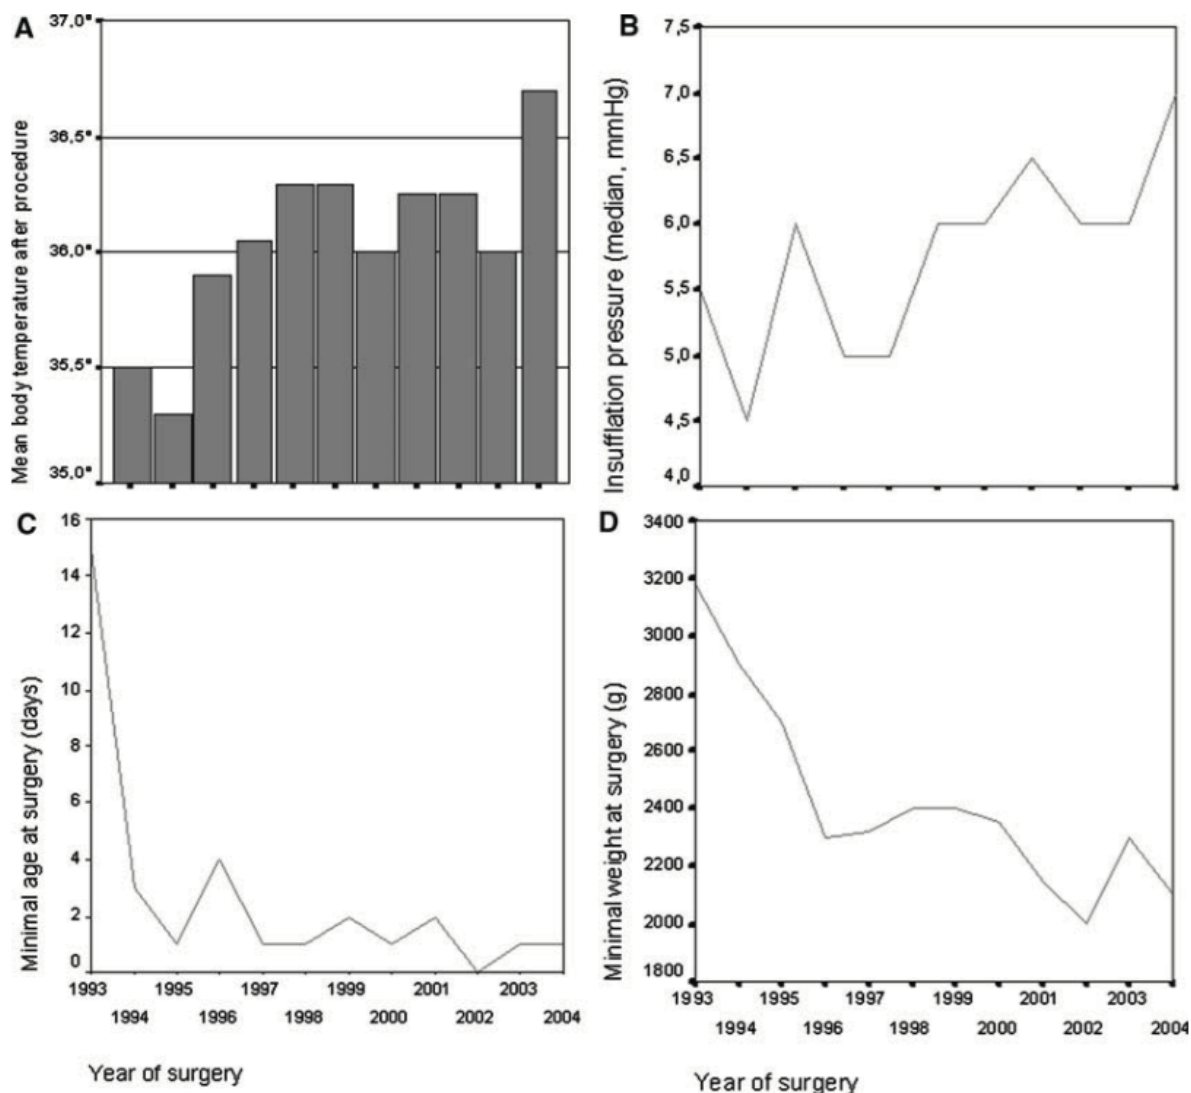 A
Mean body temperature after procedure
37,0°
36,5°
36,0°
35,5°
35,0°
B
Insufflation pressure (median, mmHg)
7,5
7,0
6,5
6,0
5,5
5,0
4,5
4,0
C
Minimal age at surgery (days)
16
14
12
10
8
6
4
2
0
1993 1995 1997 1999 2001 2003
1994 1996 1998 2000 2002 2004
Year of surgery
D
Minimal weight at surgery (g)
3400
3200
3000
2800
2600
2400
2200
2000
1800
1993 1995 1997 1999 2001 2003
1994 1996 1998 2000 2002 2004
Year of surgery